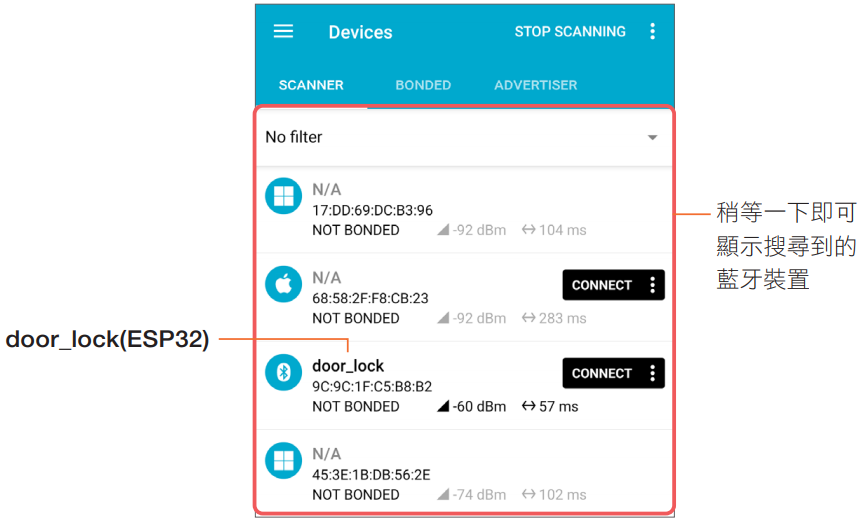 Devices
STOP SCANNING
SCANNER
BONDED
ADVERTISER
No filter
N/A
17:DD:69:DC:B3:96
NOT BONDED
-92 dBm
104 ms
N/A
68:58:2F:F8:CB:23
NOT BONDED
-92 dBm
283 ms
CONNECT
door_lock
9C:9C:1F:C5:B8:B2
NOT BONDED
-60 dBm
57 ms
CONNECT
N/A
45:3E:1B:DB:56:2E
NOT BONDED
-74 dBm
102 ms
door_lock(ESP32)
稍等一下即可
顯示搜尋到的
藍牙裝置